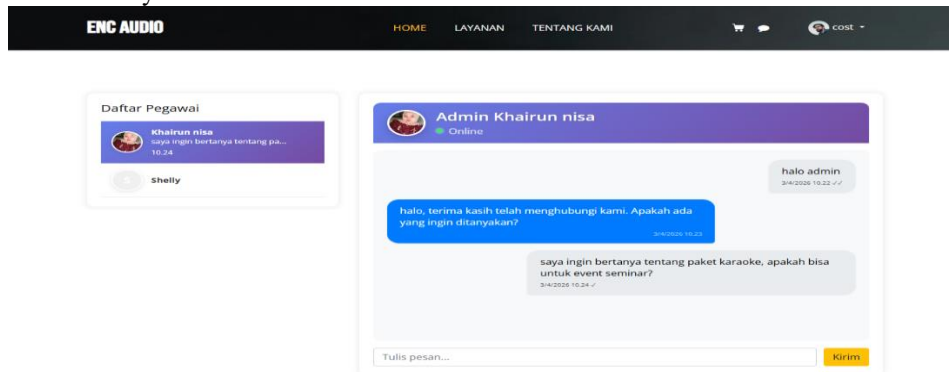 ENC AUDIO
HOME LAYANAN TENTANG KAMI
cost
Daftar Pegawai
Khairun nisa
saya ingin bertanya tentang pa...
10.24
Shelly
Admin Khairun nisa
Online
halo admin
3/4/2026 10.22 ✓✓
halo, terima kasih telah menghubungi kami. Apakah ada
yang ingin ditanyakan?
3/4/2026 10.23
saya ingin bertanya tentang paket karaoke, apakah bisa
untuk event seminar?
3/4/2026 10.24 ✓
Tulis pesan...
Kirim